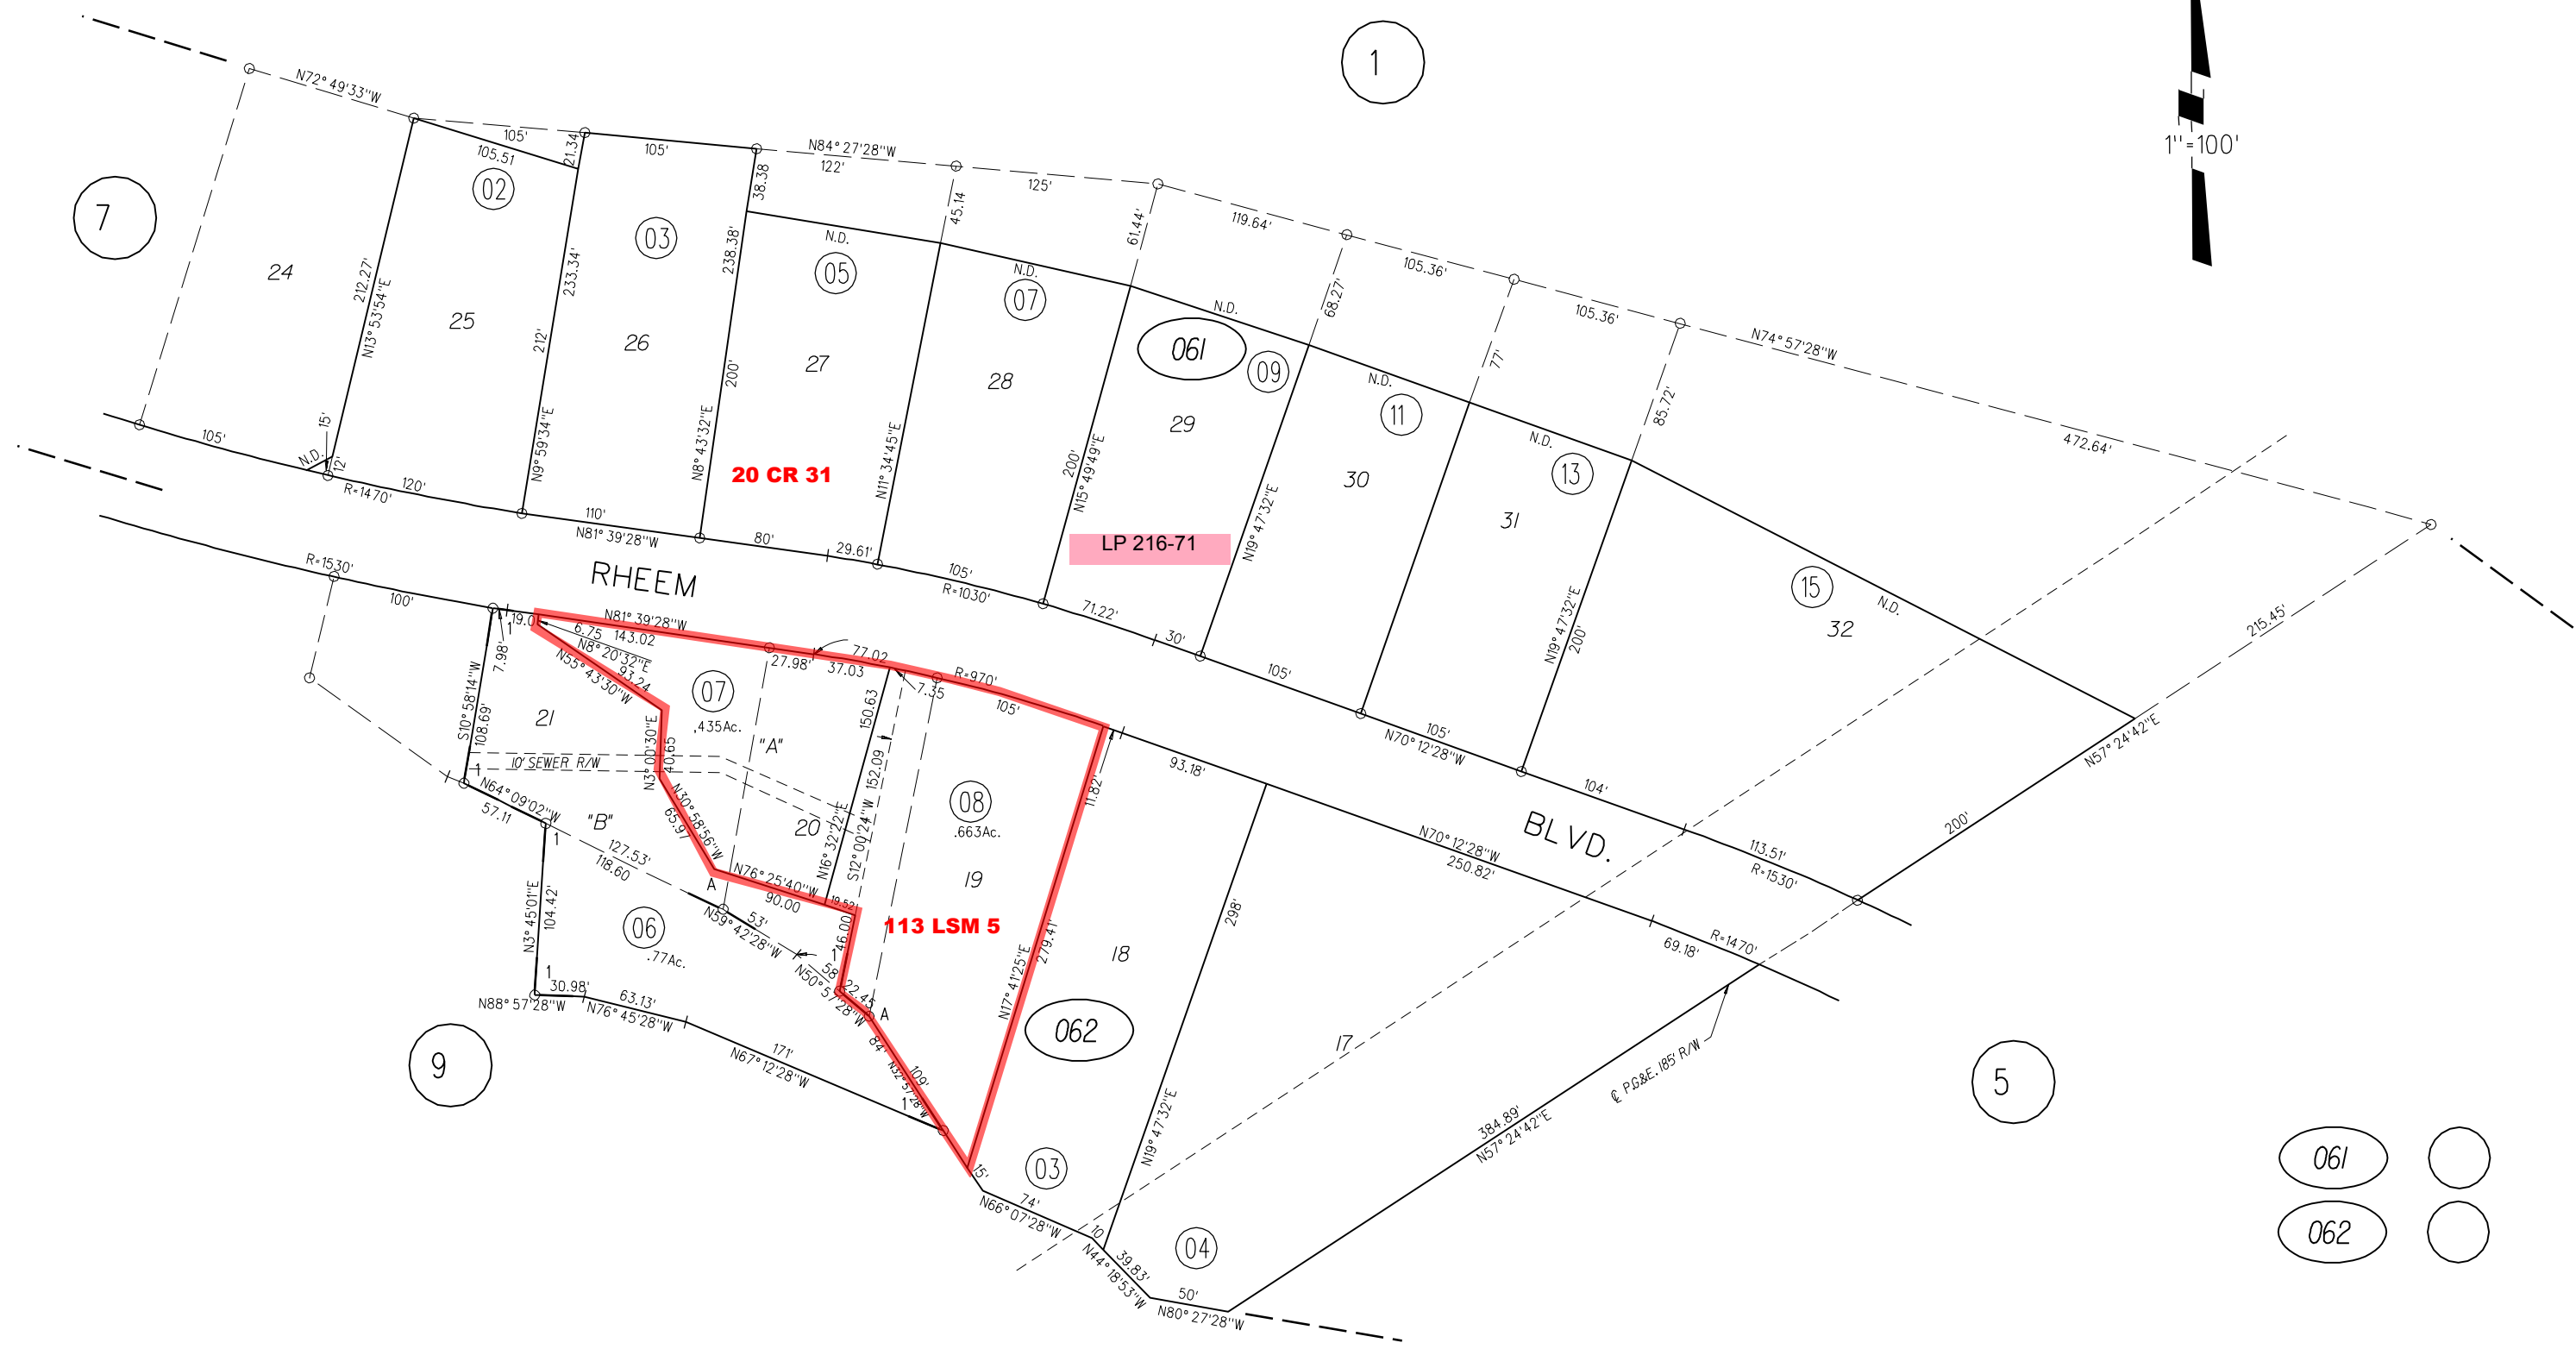 1
1"=100'
N72°49'33"W
105'
105.51
21.34
105'
38.38
N84°27'28"W
122'
45.14
125'
61.44'
119.64'
68.27'
105.36'
77'
105.36'
85.72'
N74°57'28"W
472.64'
215.45'
7
24
02
25
03
26
05
27
07
28
061
29
09
11
30
13
31
15
32
N.D.
N.D.
N.D.
N.D.
N.D.
N.D.
212.27'
N13°53'54"E
233.34'
212'
N9°59'34"E
238.38'
200'
N8°43'32"E
N11°34'45"E
200'
N15°49'49"E
N19°47'32"E
N19°47'32"E
200'
20 CR 31
LP 216-71
105'
N.D.
15'
12'
R=1470'
120'
110'
N81°39'28"W
80'
29.61'
105'
R=1030'
71.22'
30'
105'
105'
N70°12'28"W
104'
113.51'
R=1530'
200'
N57°24'42"E
RHEEM
BLVD.
R=1530'
100'
19.0
1
7.98'
N81°39'28"W
6.75
143.02
N8°20'32"E
93.24
N55°43'30"W
27.98'
77.02
37.03
7.35
R=970'
105'
11.82'
93.18'
N70°12'28"W
250.82'
69.18'
R=1470'
S10°58'14"W
108.69'
1
21
07
.435Ac.
"A"
10' SEWER R/W
N3°00'30"E
40.65
150.63
152.09
N16°32'22"E
S12°00'24"W
20
08
.663Ac.
19
N30°58'56"W
65.97
N64°09'02"W
57.11
1
"B"
127.53'
118.60
A
N76°25'40"W
90.00
19.52
46.00
113 LSM 5
N3°45'01"E
104.42'
1
06
.77Ac.
53'
N59°42'28"W
1
58'
N50°57'28"W
22.45
A
84'
109'
N32°57'28"W
1
279.41'
N17°41'25"E
18
298'
N19°47'32"E
17
062
N88°57'28"W
30.98'
63.13'
N76°45'28"W
171'
N67°12'28"W
9
5
℄ P.G.&E. 185' R/W
384.89'
N57°24'42"E
15'
03
74'
N66°07'28"W
10
39.83'
N44°18'53"W
04
50'
N80°27'28"W
061
062